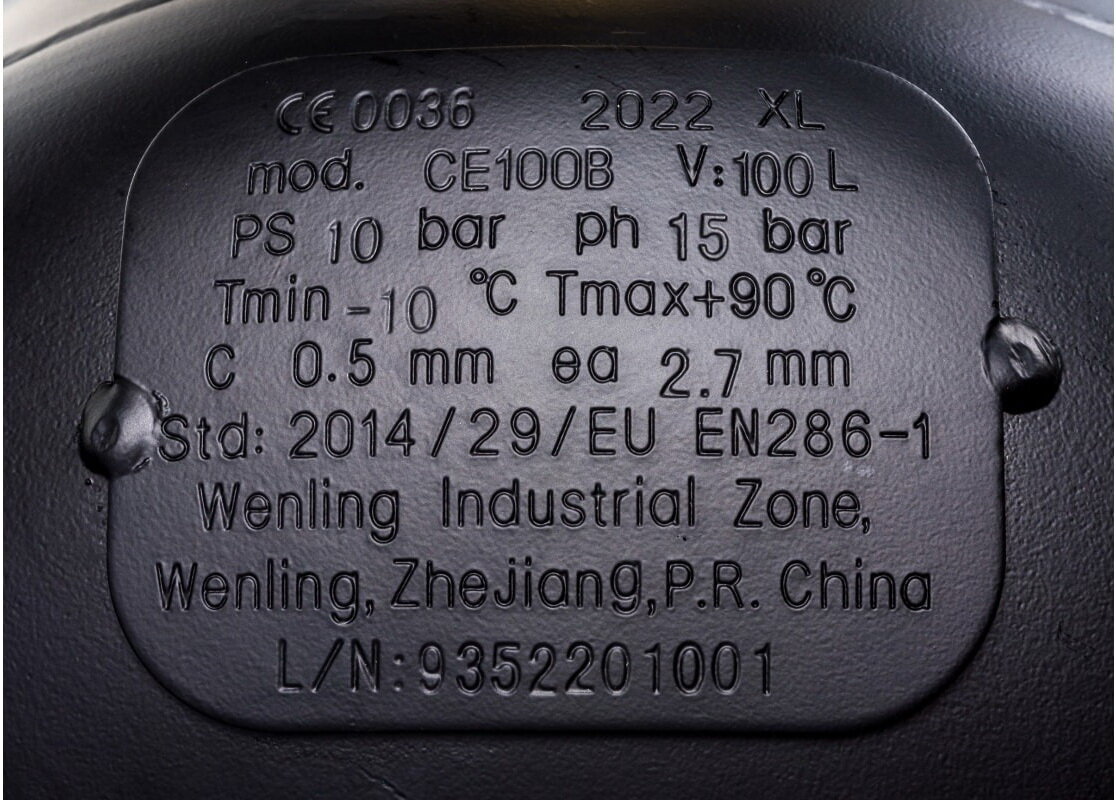 CE 0036 2022 XL
mod. CE100B V:100 L
PS 10 bar ph 15 bar
Tmin -10 °C Tmax+90 °C
C 0.5 mm ea 2.7 mm
Std: 2014/29/EU EN286-1
Wenling Industrial Zone,
Wenling, ZheJiang, P.R. China
L/N:9352201001